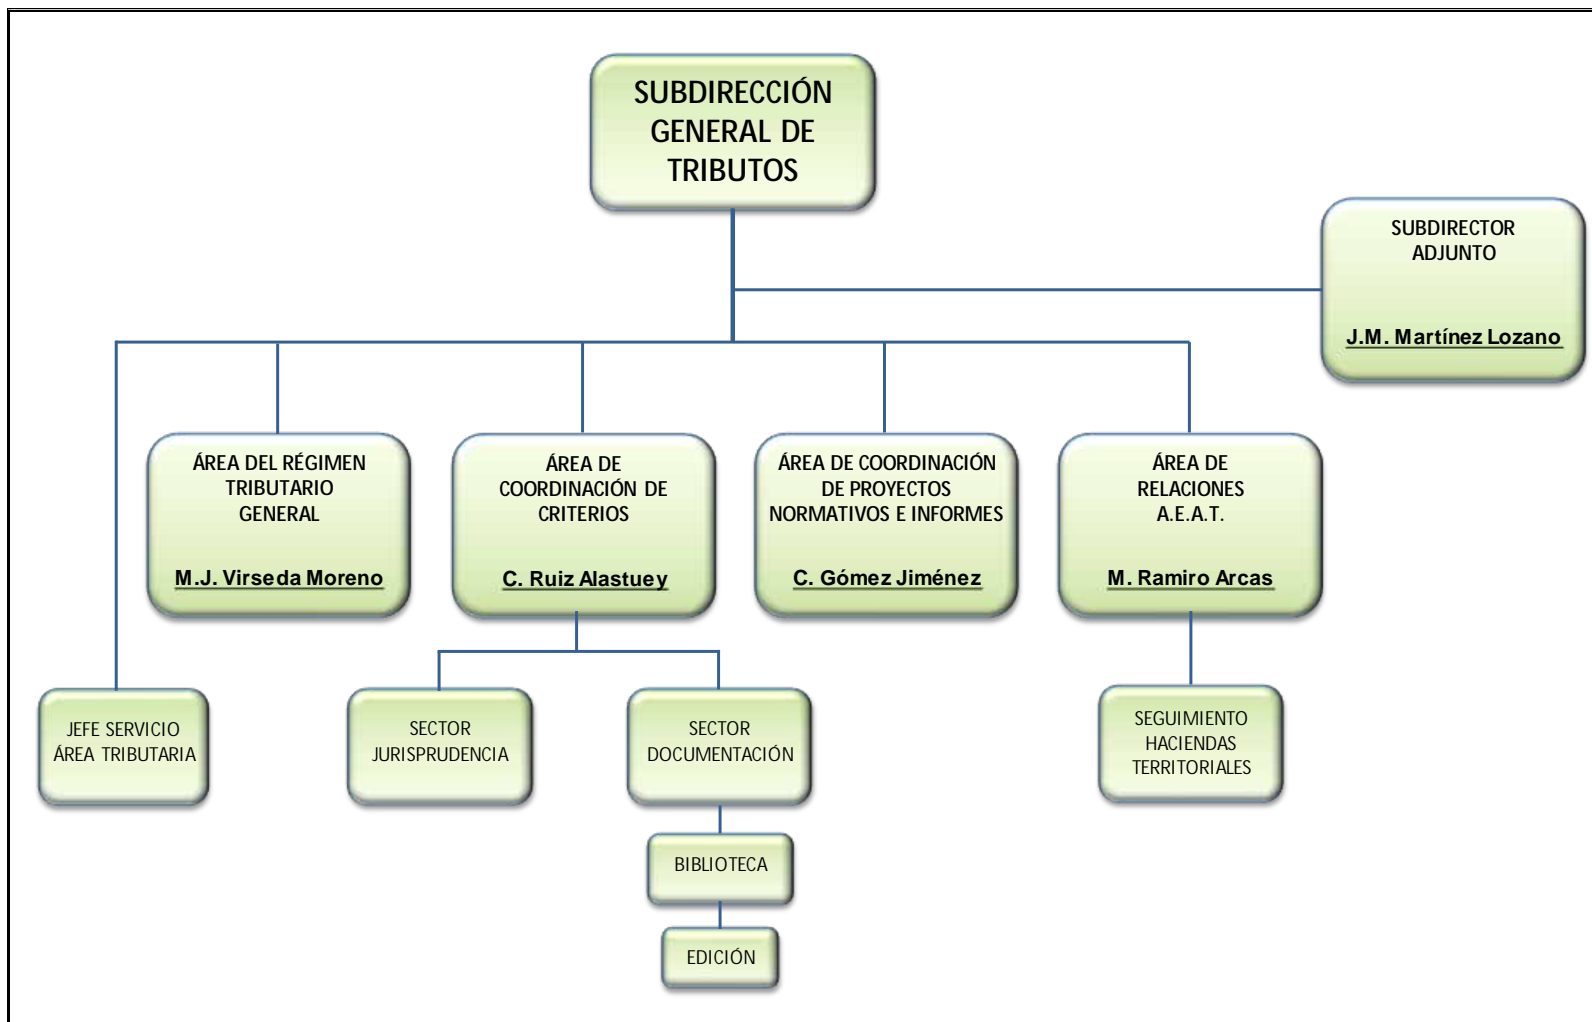 SUBDIRECCIÓN
GENERAL DE
TRIBUTOS
SUBDIRECTOR
ADJUNTO
J.M. Martínez Lozano
ÁREA DEL RÉGIMEN
TRIBUTARIO
GENERAL
M.J. Virseda Moreno
ÁREA DE
COORDINACIÓN DE
CRITERIOS
C. Ruiz Alastuey
ÁREA DE COORDINACIÓN
DE PROYECTOS
NORMATIVOS E INFORMES
C. Gómez Jiménez
ÁREA DE
RELACIONES
A.E.A.T.
M. Ramiro Arcas
JEFE SERVICIO
ÁREA TRIBUTARIA
SECTOR
JURISPRUDENCIA
SECTOR
DOCUMENTACIÓN
SEGUIMIENTO
HACIENDAS
TERRITORIALES
BIBLIOTECA
EDICIÓN